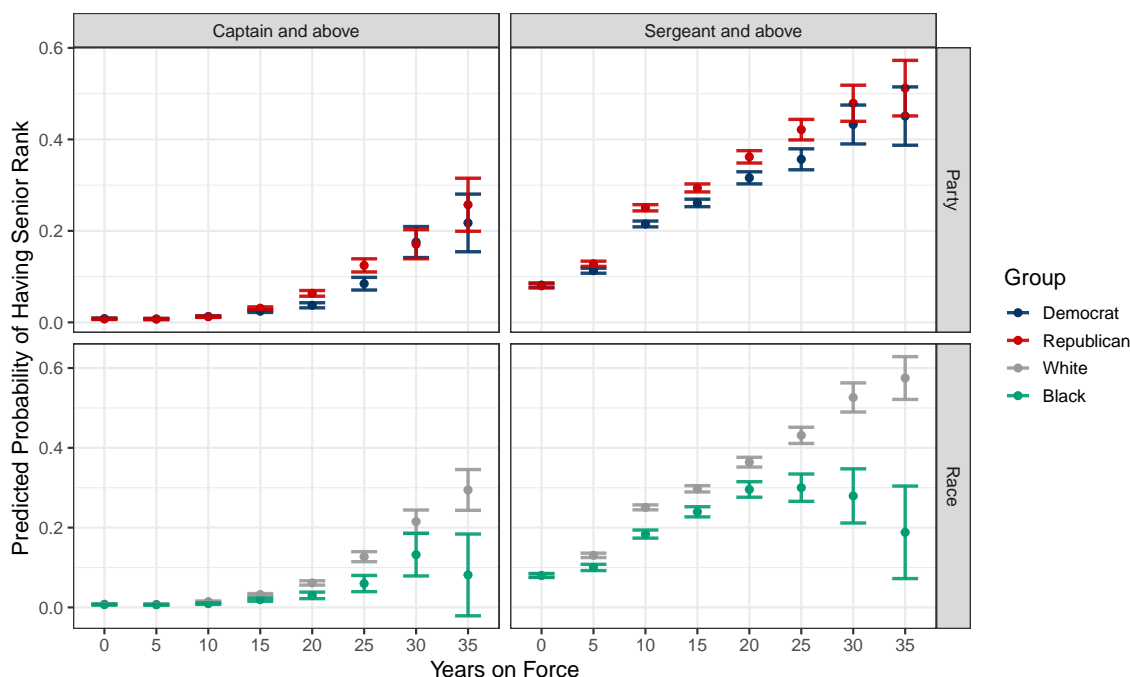 Captain and above
Sergeant and above
Predicted Probability of Having Senior Rank
0.6
0.4
0.2
0.0
Party
0.6
0.4
0.2
0.0
Race
0 5 10 15 20 25 30 35
0 5 10 15 20 25 30 35
Years on Force
Group
Democrat
Republican
White
Black